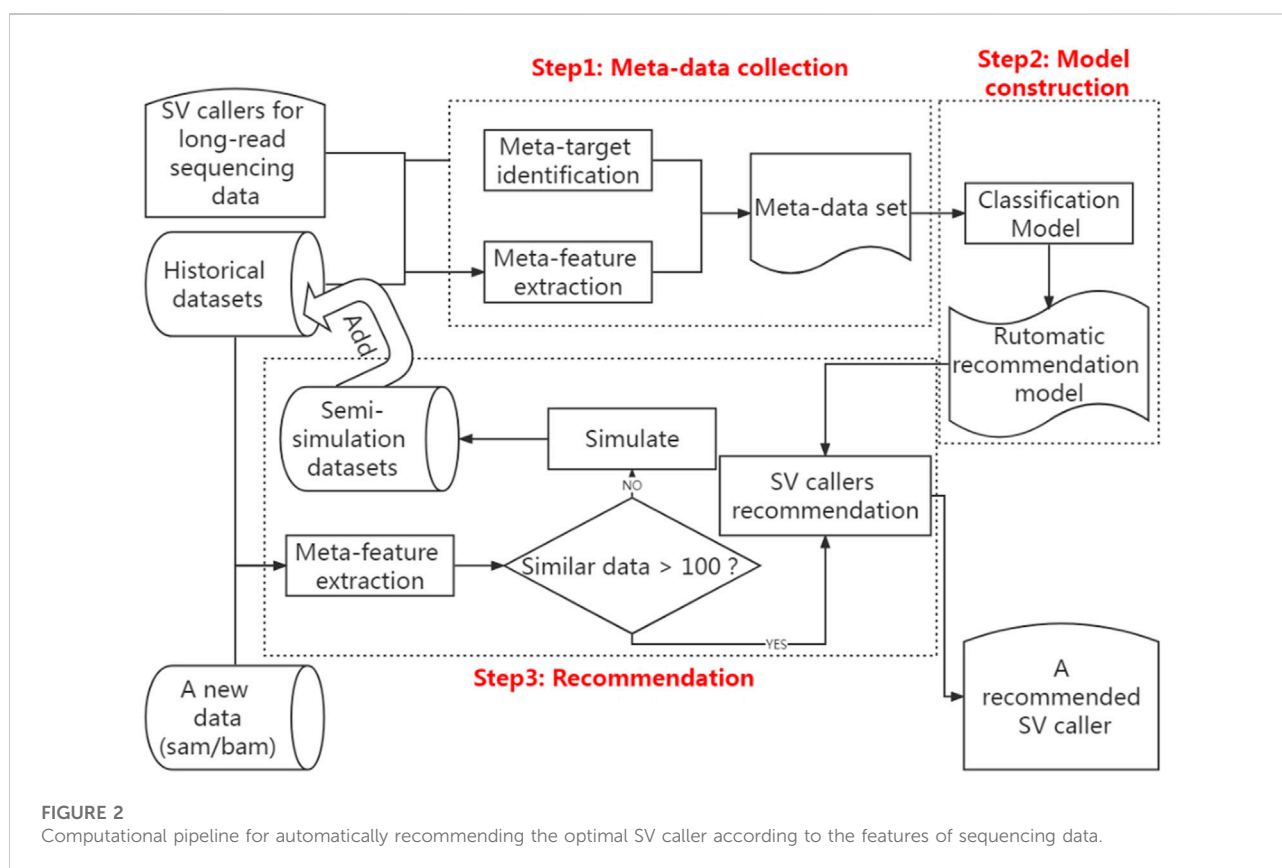 Step1: Meta-data collection
Step2: Model
construction
SV callers for
long-read
sequencing
data
Meta-target
identification
Meta-data set
Classification
Model
Historical
datasets
Meta-feature
extraction
Add
Rutomatic
recommendation
model
Semi-
simulation
datasets
Simulate
SV callers
recommendation
NO
Meta-feature
extraction
Similar data > 100 ?
YES
Step3: Recommendation
A new
data
(sam/bam)
A
recommended
SV caller
FIGURE 2
Computational pipeline for automatically recommending the optimal SV caller according to the features of sequencing data.